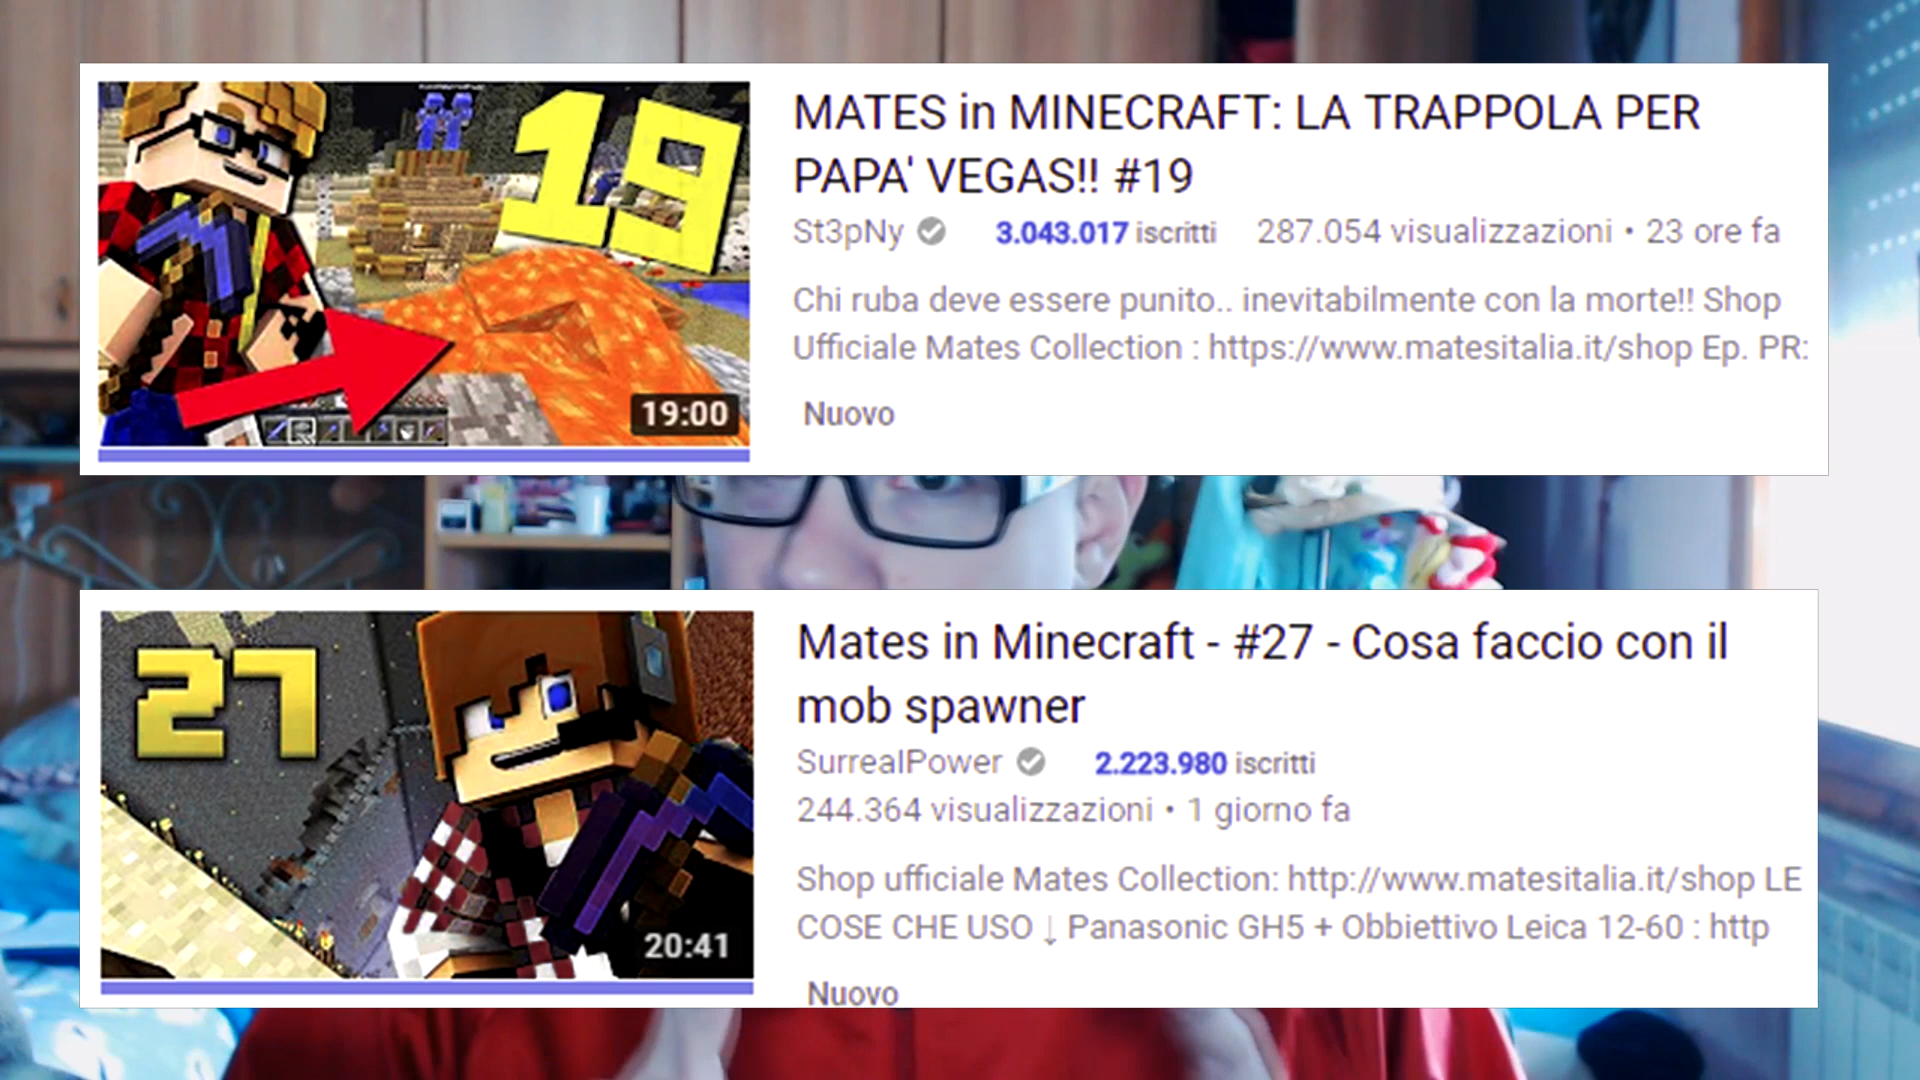 19
19:00
MATES in MINECRAFT: LA TRAPPOLA PER
PAPA' VEGAS!! #19
St3pNy 3.043.017 iscritti 287.054 visualizzazioni • 23 ore fa
Chi ruba deve essere punito.. inevitabilmente con la morte!! Shop
Ufficiale Mates Collection : https://www.matesitalia.it/shop Ep. PR:
Nuovo
27
20:41
Mates in Minecraft - #27 - Cosa faccio con il
mob spawner
SurrealPower 2.223.980 iscritti
244.364 visualizzazioni • 1 giorno fa
Shop ufficiale Mates Collection: http://www.matesitalia.it/shop LE
COSE CHE USO ↓ Panasonic GH5 + Obbiettivo Leica 12-60 : http
Nuovo